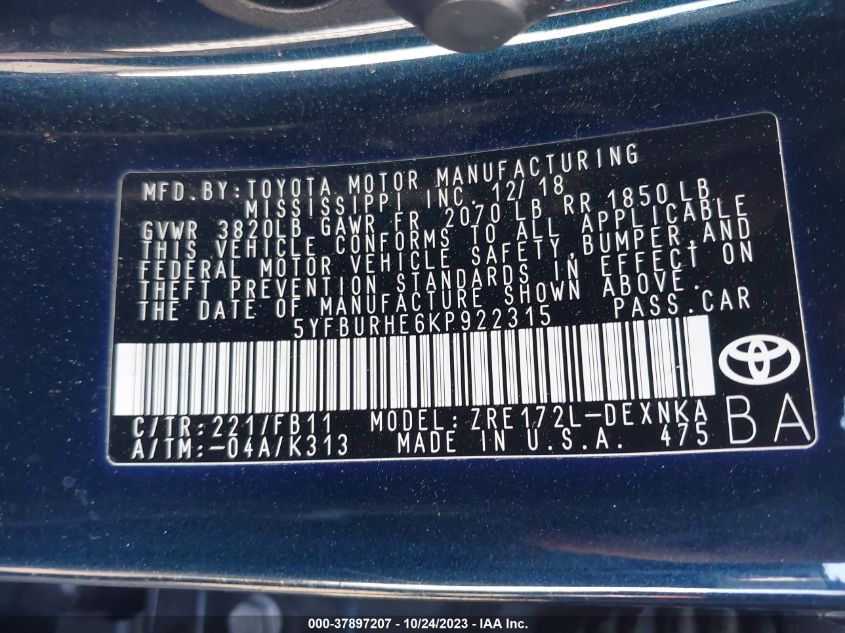 MFD.BY:TOYOTA MOTOR MANUFACTURING
MISSISSIPPI INC. 12/18
GVWR 3820LB GAWR FR 2070 LB RR 1850 LB
THIS VEHICLE CONFORMS TO ALL APPLICABLE
FEDERAL MOTOR VEHICLE SAFETY,BUMPER,AND
THEFT PREVENTION STANDARDS IN EFFECT ON
THE DATE OF MANUFACTURE SHOWN ABOVE.
5YFBURHE6KP922315 PASS.CAR
C/TR:221/FB11 MODEL:ZRE172L-DEXNKA
A/TM:-04A/K313 MADE IN U.S.A. 475
BA
000-37897207 - 10/24/2023 - IAA Inc.